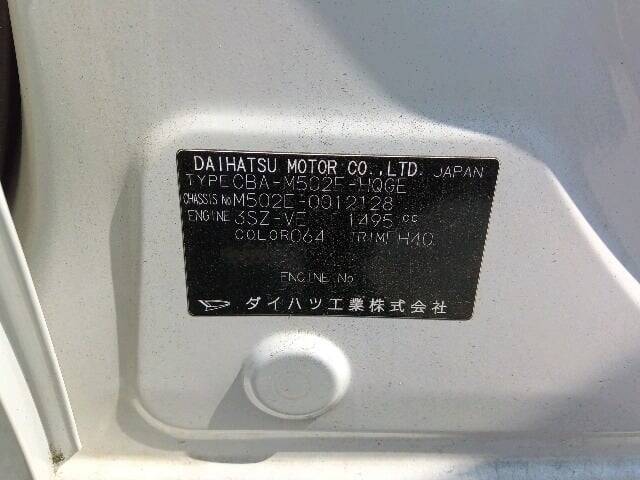 DAIHATSU MOTOR CO.,LTD. JAPAN
TYPE CBA-M502E-HQGE
CHASSIS No M502E-0012128
ENGINE 3SZ-VE 1495 cc
COLOR 064 TRIM FH40
ENGINE No
ダイハツ工業株式会社